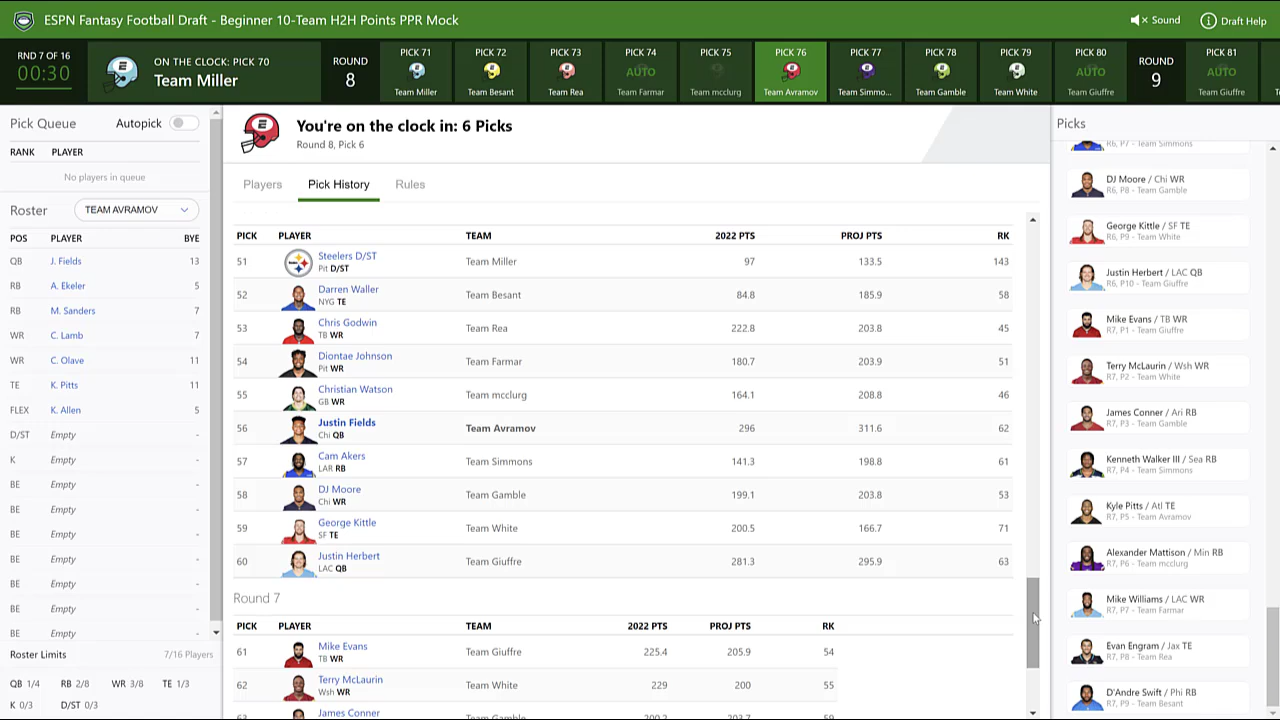 ESPN Fantasy Football Draft - Beginner 10-Team H2H Points PPR Mock
Sound
Draft Help
RND 7 OF 16
00:30
ON THE CLOCK: PICK 70
Team Miller
ROUND
8
PICK 71
Team Miller
PICK 72
Team Besant
PICK 73
Team Rea
PICK 74
AUTO
Team Farmar
PICK 75
Team mcclurg
PICK 76
Team Avramov
PICK 77
Team Simmo...
PICK 78
Team Gamble
PICK 79
Team White
PICK 80
AUTO
Team Giuffre
ROUND
9
PICK 81
AUTO
Team Giuffre
Pick Queue
Autopick
RANK PLAYER
No players in queue
Roster
TEAM AVRAMOV
POS PLAYER BYE
QB J. Fields 13
RB A. Ekeler 5
RB M. Sanders 7
WR C. Lamb 7
WR C. Olave 11
TE K. Pitts 11
FLEX K. Allen 5
D/ST Empty -
K Empty -
BE Empty -
BE Empty -
BE Empty -
BE Empty -
BE Empty -
BE Empty -
BE Empty -
Roster Limits 7/16 Players
QB 1/4 RB 2/8 WR 3/8 TE 1/3
K 0/3 D/ST 0/3
You're on the clock in: 6 Picks
Round 8, Pick 6
Players Pick History Rules
PICK PLAYER TEAM 2022 PTS PROJ PTS RK
51 Steelers D/ST Pit D/ST Team Miller 97 133.5 143
52 Darren Waller NYG TE Team Besant 84.8 185.9 58
53 Chris Godwin TB WR Team Rea 222.8 203.8 45
54 Diontae Johnson Pit WR Team Farmar 180.7 203.9 51
55 Christian Watson GB WR Team mcclurg 164.1 208.8 46
56 Justin Fields Chi QB Team Avramov 296 311.6 62
57 Cam Akers LAR RB Team Simmons 141.3 198.8 61
58 DJ Moore Chi WR Team Gamble 199.1 203.8 53
59 George Kittle SF TE Team White 200.5 166.7 71
60 Justin Herbert LAC QB Team Giuffre 281.3 295.9 63
Round 7
PICK PLAYER TEAM 2022 PTS PROJ PTS RK
61 Mike Evans TB WR Team Giuffre 225.4 205.9 54
62 Terry McLaurin Wsh WR Team White 229 200 55
63 James Conner Team Gamble 200.2 203.7 59
Picks
R6, P7 - Team Simmons
DJ Moore / Chi WR
R6, P8 - Team Gamble
George Kittle / SF TE
R6, P9 - Team White
Justin Herbert / LAC QB
R6, P10 - Team Giuffre
Mike Evans / TB WR
R7, P1 - Team Giuffre
Terry McLaurin / Wsh WR
R7, P2 - Team White
James Conner / Ari RB
R7, P3 - Team Gamble
Kenneth Walker III / Sea RB
R7, P4 - Team Simmons
Kyle Pitts / Atl TE
R7, P5 - Team Avramov
Alexander Mattison / Min RB
R7, P6 - Team mcclurg
Mike Williams / LAC WR
R7, P7 - Team Farmar
Evan Engram / Jax TE
R7, P8 - Team Rea
D'Andre Swift / Phi RB
R7, P9 - Team Besant